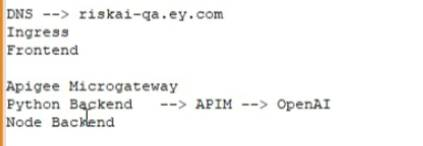 DNS --> riskai-qa.ey.com
Ingress
Frontend
Apigee Microgateway
Python Backend   --> APIM --> OpenAI
Node Backend